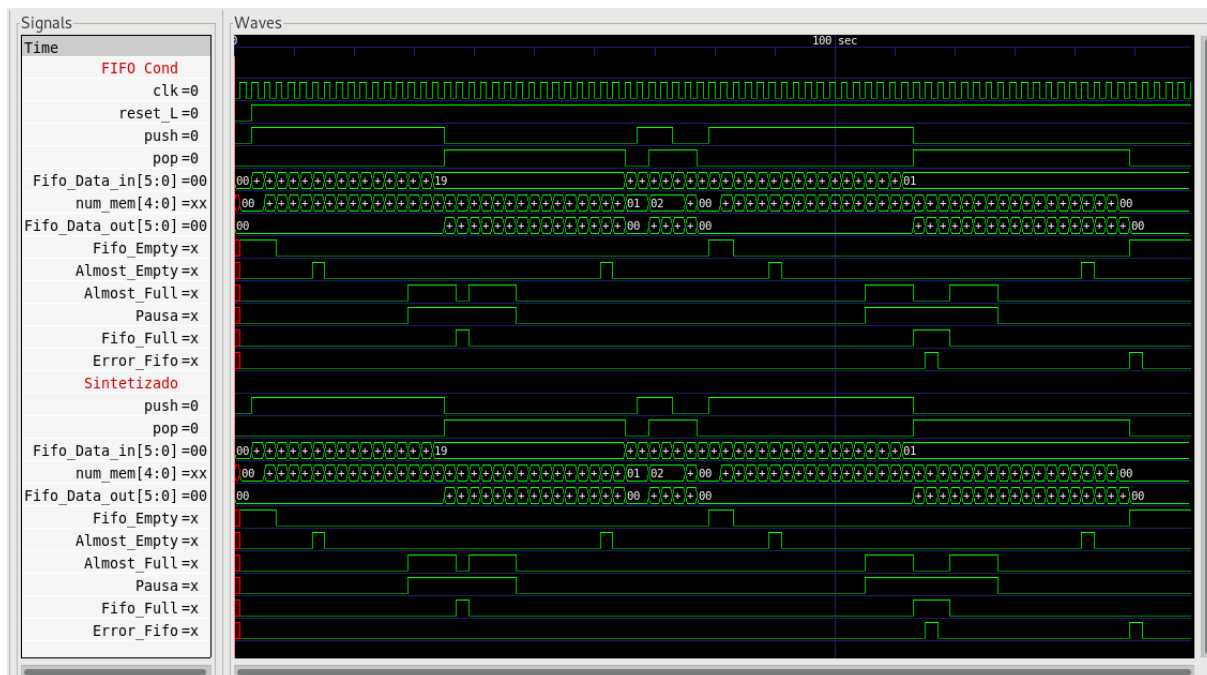 Signals
Waves
Time
0
100 sec
FIFO Cond
clk=0
reset_L=0
push=0
pop=0
Fifo_Data_in[5:0]=00
00 + + + + + + + + + + + + + + + 19 + + + + + + + + + + + + + + + + + + + + + + + 01
num_mem[4:0]=xx
00 + + + + + + + + + + + + + + + + + + + + + + + + + + + + + + 01 02 + 00 + + + + + + + + + + + + + + + + + + + + + + + + + + + + + + + + + 00
Fifo_Data_out[5:0]=00
00 + + + + + + + + + + + + + + + 00 + + + + 00 + + + + + + + + + + + + + + + + + + 00
Fifo_Empty=x
Almost_Empty=x
Almost_Full=x
Pausa=x
Fifo_Full=x
Error_Fifo=x
Sintetizado
push=0
pop=0
Fifo_Data_in[5:0]=00
00 + + + + + + + + + + + + + + + 19 + + + + + + + + + + + + + + + + + + + + + + + 01
num_mem[4:0]=xx
00 + + + + + + + + + + + + + + + + + + + + + + + + + + + + + + 01 02 + 00 + + + + + + + + + + + + + + + + + + + + + + + + + + + + + + + + + 00
Fifo_Data_out[5:0]=00
00 + + + + + + + + + + + + + + + 00 + + + + 00 + + + + + + + + + + + + + + + + + + 00
Fifo_Empty=x
Almost_Empty=x
Almost_Full=x
Pausa=x
Fifo_Full=x
Error_Fifo=x